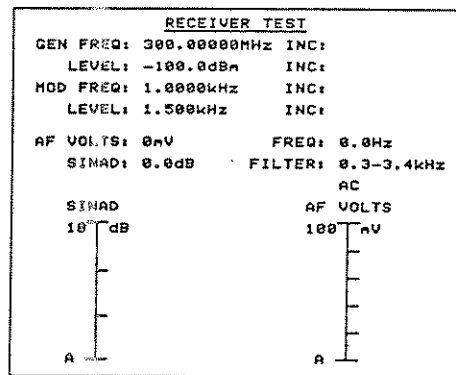 RECEIVER TEST
GEN FREQ: 300.00000MHz INC:
LEVEL: -100.0dBm INC:
MOD FREQ: 1.0000kHz INC:
LEVEL: 1.500kHz INC:
AF VOLTS: 0mV FREQ: 0.0Hz
SINAD: 0.0dB FILTER: 0.3-3.4kHz
AC
SINAD AF VOLTS
18 dB 100 mV
A A